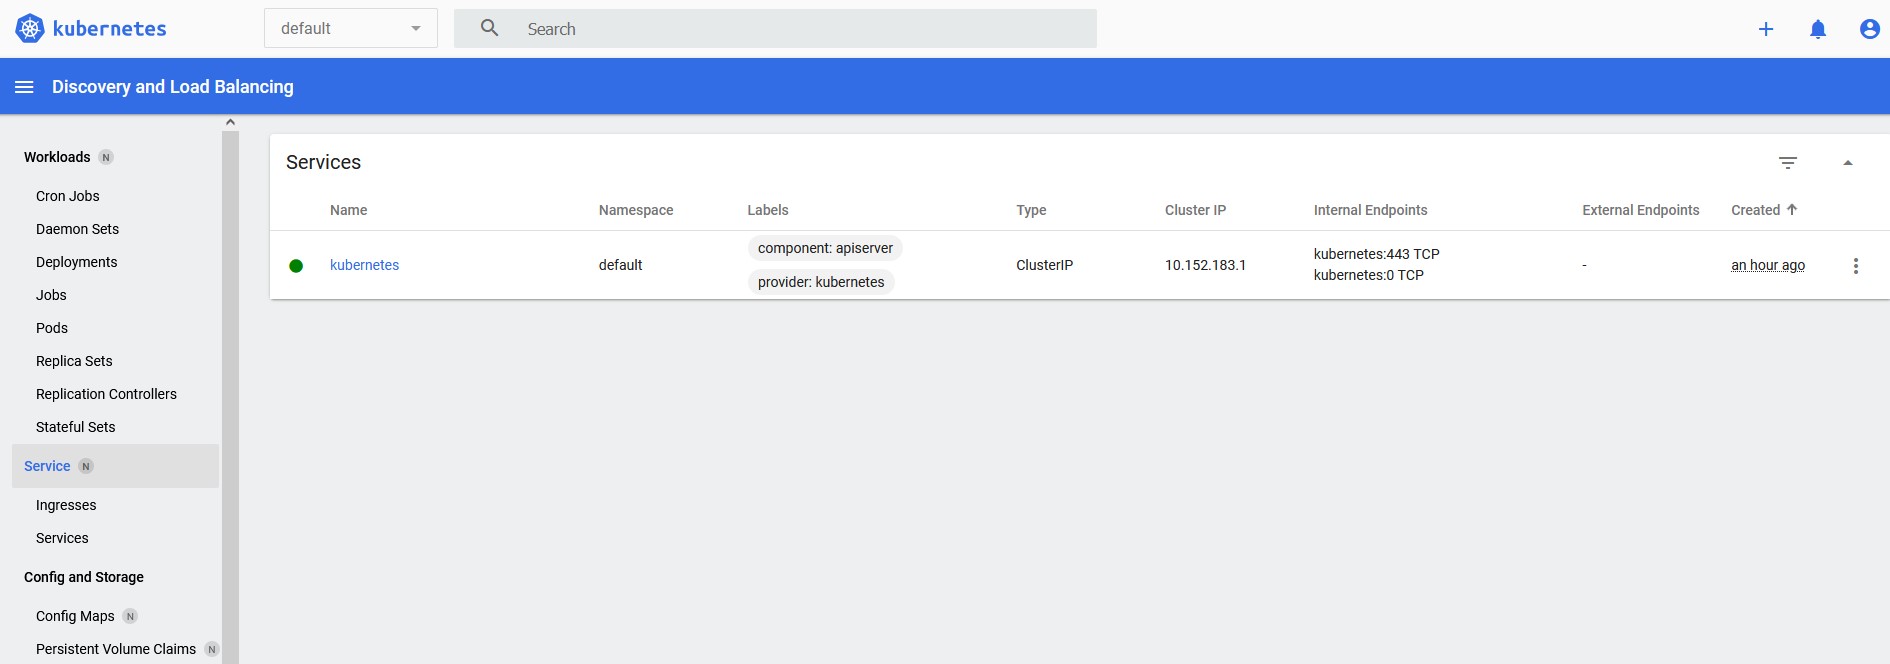 kubernetes
default
Search
Discovery and Load Balancing
Workloads N
Cron Jobs
Daemon Sets
Deployments
Jobs
Pods
Replica Sets
Replication Controllers
Stateful Sets
Service N
Ingresses
Services
Config and Storage
Config Maps N
Persistent Volume Claims N
Services
Name Namespace Labels Type Cluster IP Internal Endpoints External Endpoints Created
kubernetes default component: apiserver ClusterIP 10.152.183.1 kubernetes:443 TCP - an hour ago
provider: kubernetes kubernetes:0 TCP